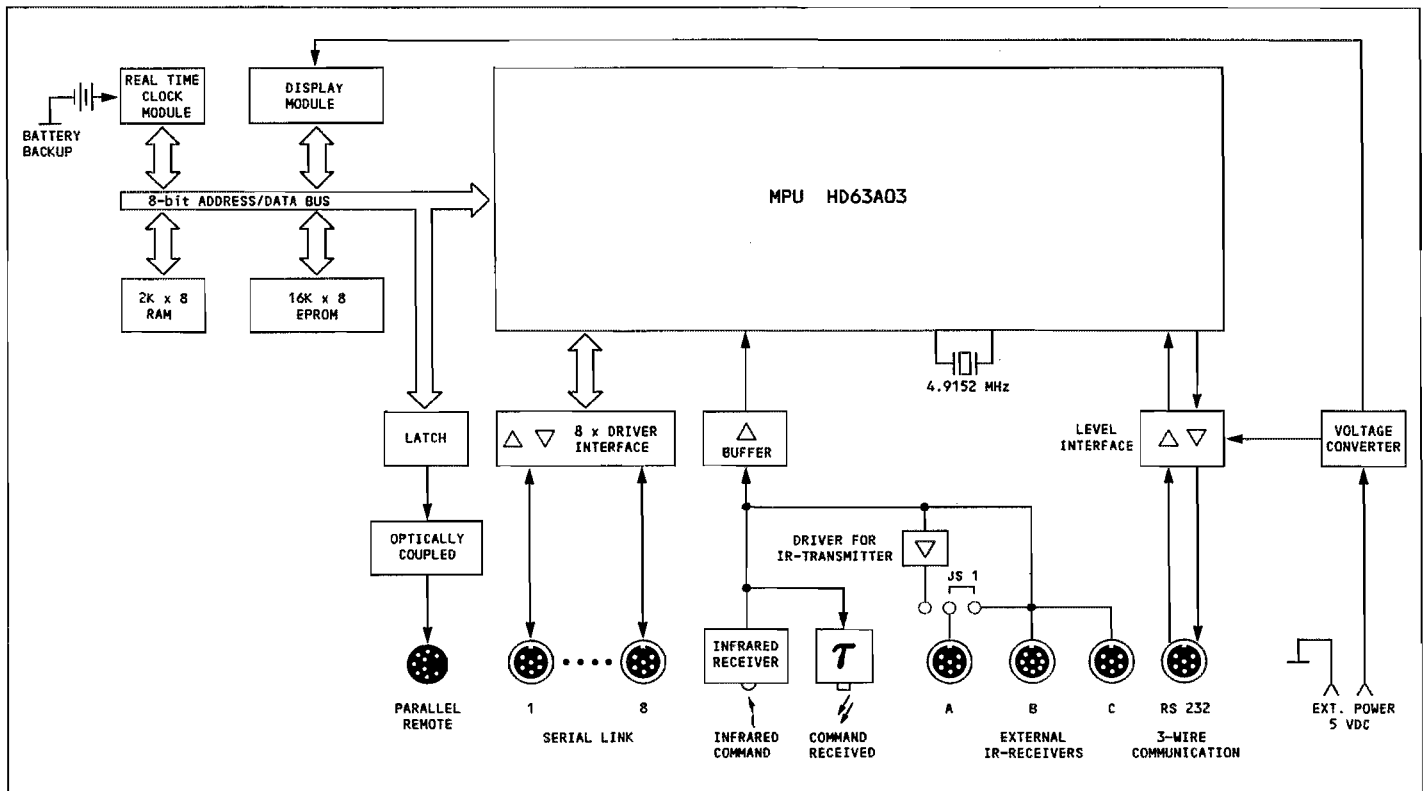 REAL TIME
CLOCK
MODULE
DISPLAY
MODULE
BATTERY
BACKUP
8-bit ADDRESS/DATA BUS
MPU HD63A03
2K x 8
RAM
16K x 8
EPROM
4.9152 MHz
LATCH
8 x DRIVER
INTERFACE
BUFFER
LEVEL
INTERFACE
VOLTAGE
CONVERTER
OPTICALLY
COUPLED
DRIVER FOR
IR-TRANSMITTER
JS 1
INFRARED
RECEIVER
τ
PARALLEL
REMOTE
1
8
SERIAL LINK
INFRARED
COMMAND
COMMAND
RECEIVED
A
B
C
EXTERNAL
IR-RECEIVERS
RS 232
3-WIRE
COMMUNICATION
EXT. POWER
5 VDC